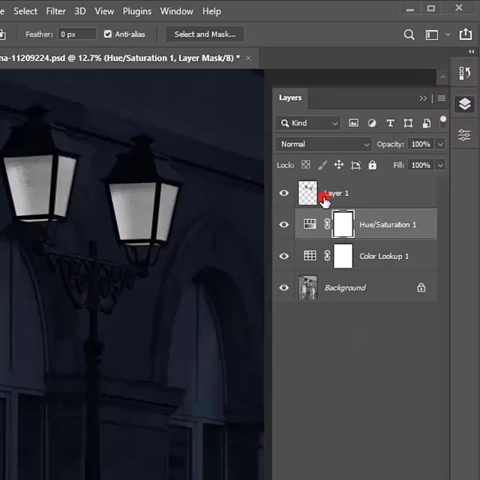 Select Filter 3D View Plugins Window Help
Feather: 0 px Anti-alias Select and Mask...
na-11209224.psd @ 12.7% (Hue/Saturation 1, Layer Mask/8) * ×
Layers
Kind
Normal Opacity: 100%
Lock: Fill: 100%
Layer 1
Hue/Saturation 1
Color Lookup 1
Background